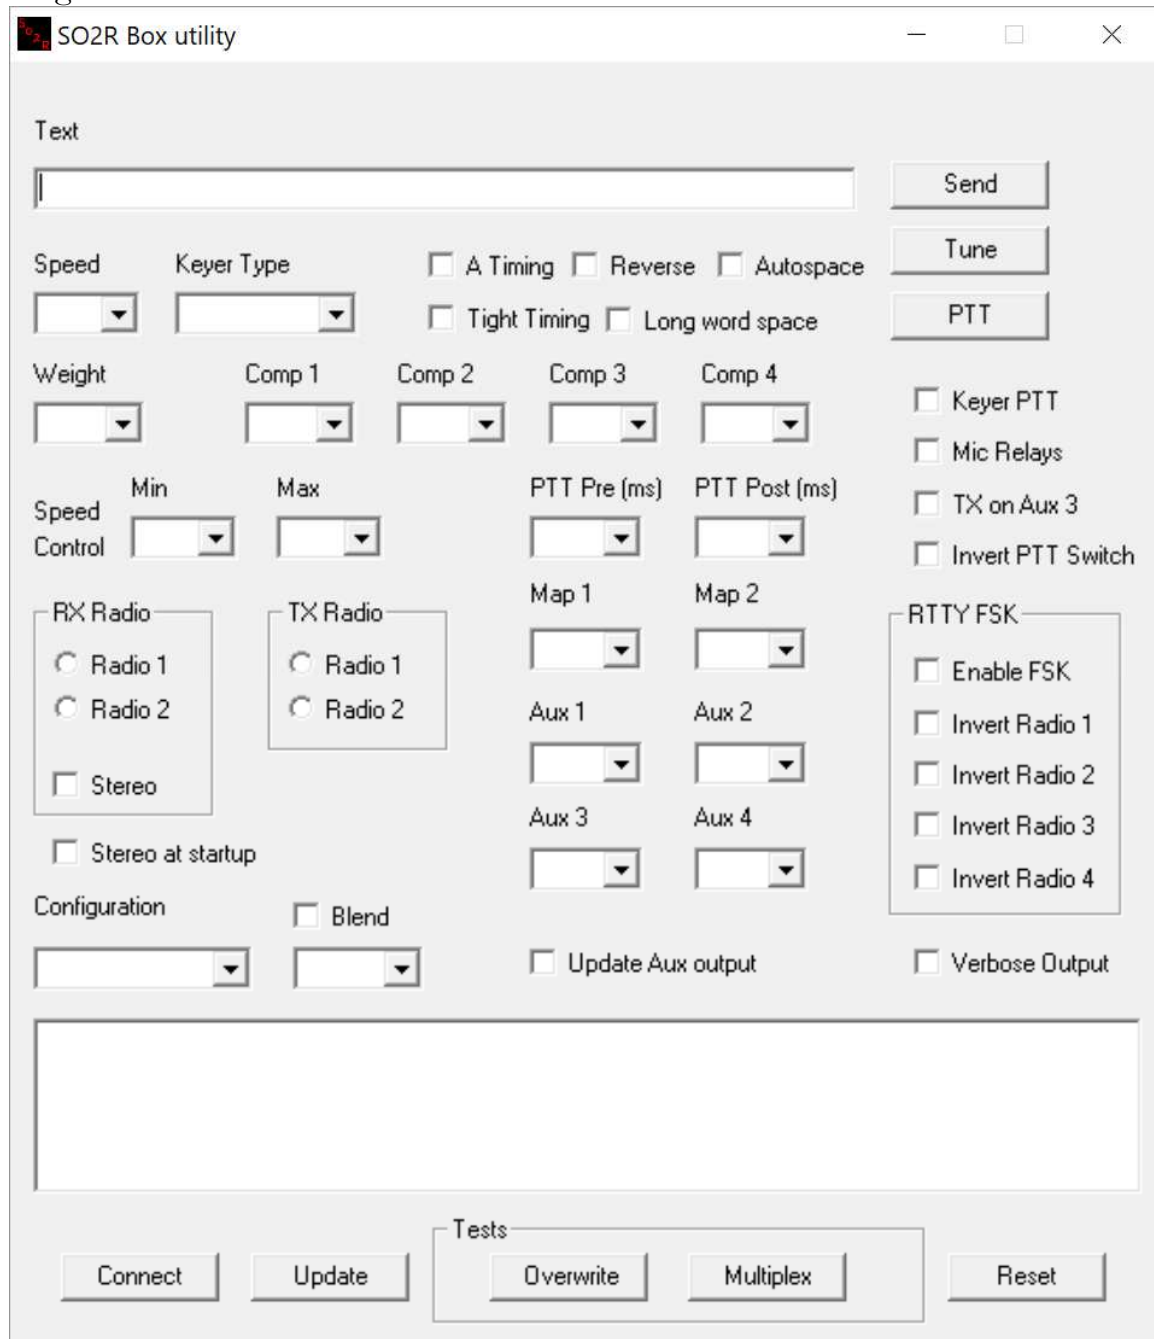 SO2R Box utility
Text
Send
Tune
PTT
Speed Keyer Type
A Timing Reverse Autospace
Tight Timing Long word space
Weight Comp 1 Comp 2 Comp 3 Comp 4
Keyer PTT
Mic Relays
TX on Aux 3
Invert PTT Switch
Speed
Control
Min Max
PTT Pre (ms) PTT Post (ms)
RX Radio
Radio 1
Radio 2
Stereo
TX Radio
Radio 1
Radio 2
Map 1 Map 2
Aux 1 Aux 2
Aux 3 Aux 4
RTTY FSK
Enable FSK
Invert Radio 1
Invert Radio 2
Invert Radio 3
Invert Radio 4
Stereo at startup
Configuration
Blend
Update Aux output
Verbose Output
Tests
Connect Update Overwrite Multiplex Reset